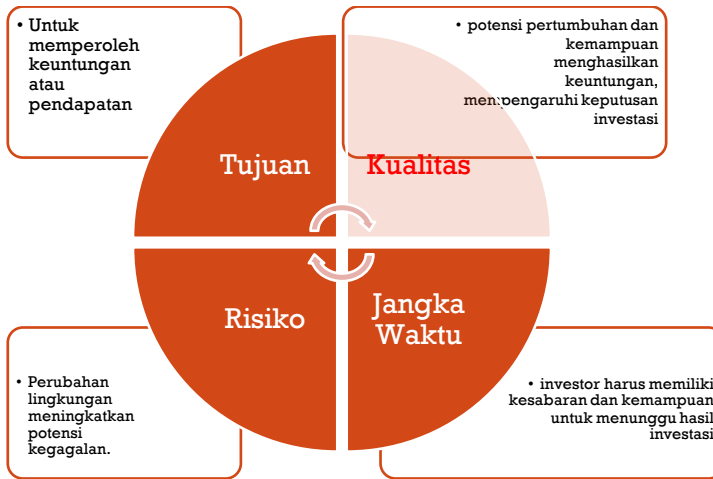 • Untuk
memperoleh
keuntungan
atau
pendapatan
• potensi pertumbuhan dan
kemampuan
menghasilkan
keuntungan,
mempengaruhi keputusan
investasi
Tujuan
Kualitas
Risiko
Jangka
Waktu
• Perubahan
lingkungan
meningkatkan
potensi
kegagalan.
• investor harus memiliki
kesabaran dan kemampuan
untuk menunggu hasil
investasi